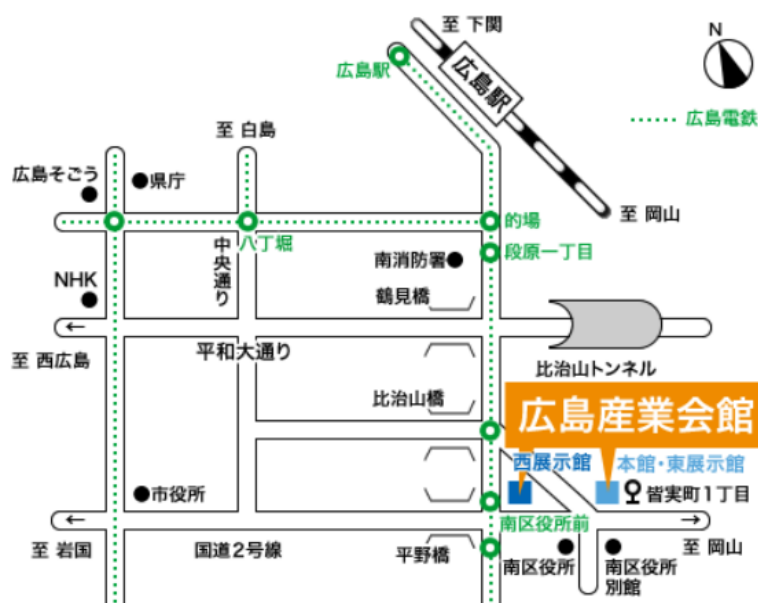 至 下関
N
広島駅
広島駅
広島電鉄
至 白島
広島そごう
県庁
至 岡山
的場
八丁堀
中央通り
南消防署
段原一丁目
NHK
鶴見橋
←
至 西広島
平和大通り
比治山トンネル
比治山橋
広島産業会館
西展示館
本館・東展示館
市役所
皆実町1丁目
南区役所前
←
→
至 岩国
国道2号線
平野橋
南区役所
南区役所
別館
至 岡山